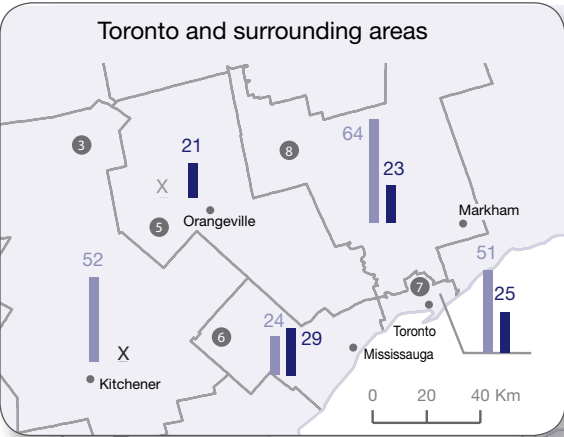 Toronto and surrounding areas
3
8
21
64
23
X
5
Orangeville
Markham
52
51
7
25
24
29
6
Toronto
X
Mississauga
Kitchener
0 20 40 Km